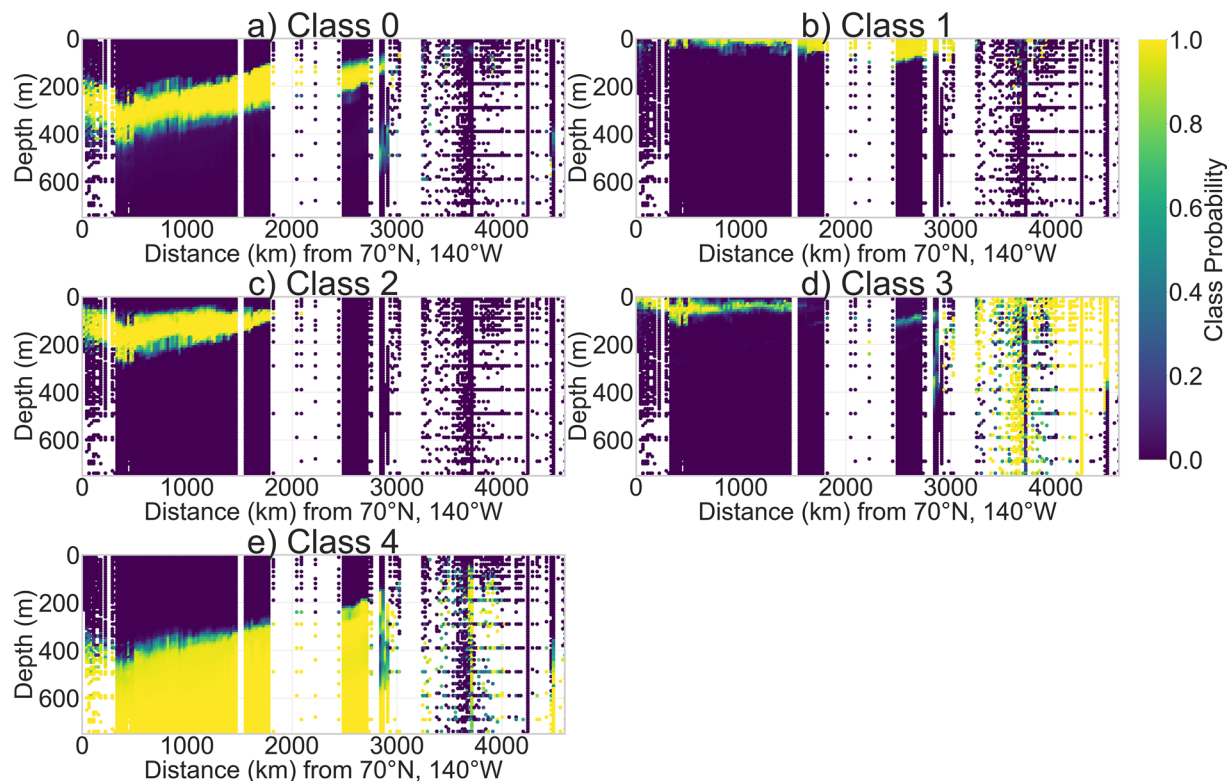 a) Class 0
b) Class 1
0
200
400
600
Depth (m)
0 1000 2000 3000 4000
Distance (km) from 70°N, 140°W
0
200
400
600
Depth (m)
0 1000 2000 3000 4000
Distance (km) from 70°N, 140°W
c) Class 2
d) Class 3
0
200
400
600
Depth (m)
0 1000 2000 3000 4000
Distance (km) from 70°N, 140°W
0
200
400
600
Depth (m)
0 1000 2000 3000 4000
Distance (km) from 70°N, 140°W
e) Class 4
0
200
400
600
Depth (m)
0 1000 2000 3000 4000
Distance (km) from 70°N, 140°W
1.0
0.8
0.6
0.4
0.2
0.0
Class Probability